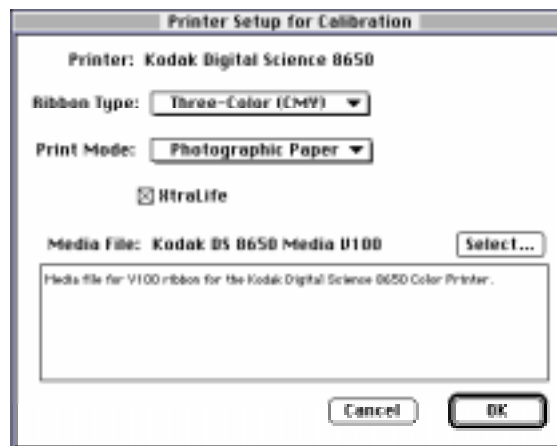 Printer Setup for Calibration
Printer: Kodak Digital Science 8650
Ribbon Type: Three-Color (CMY)
Print Mode: Photographic Paper
XtraLife
Media File: Kodak DS 8650 Media V100 Select...
Media file for V100 ribbon for the Kodak Digital Science 8650 Color Printer.
Cancel OK